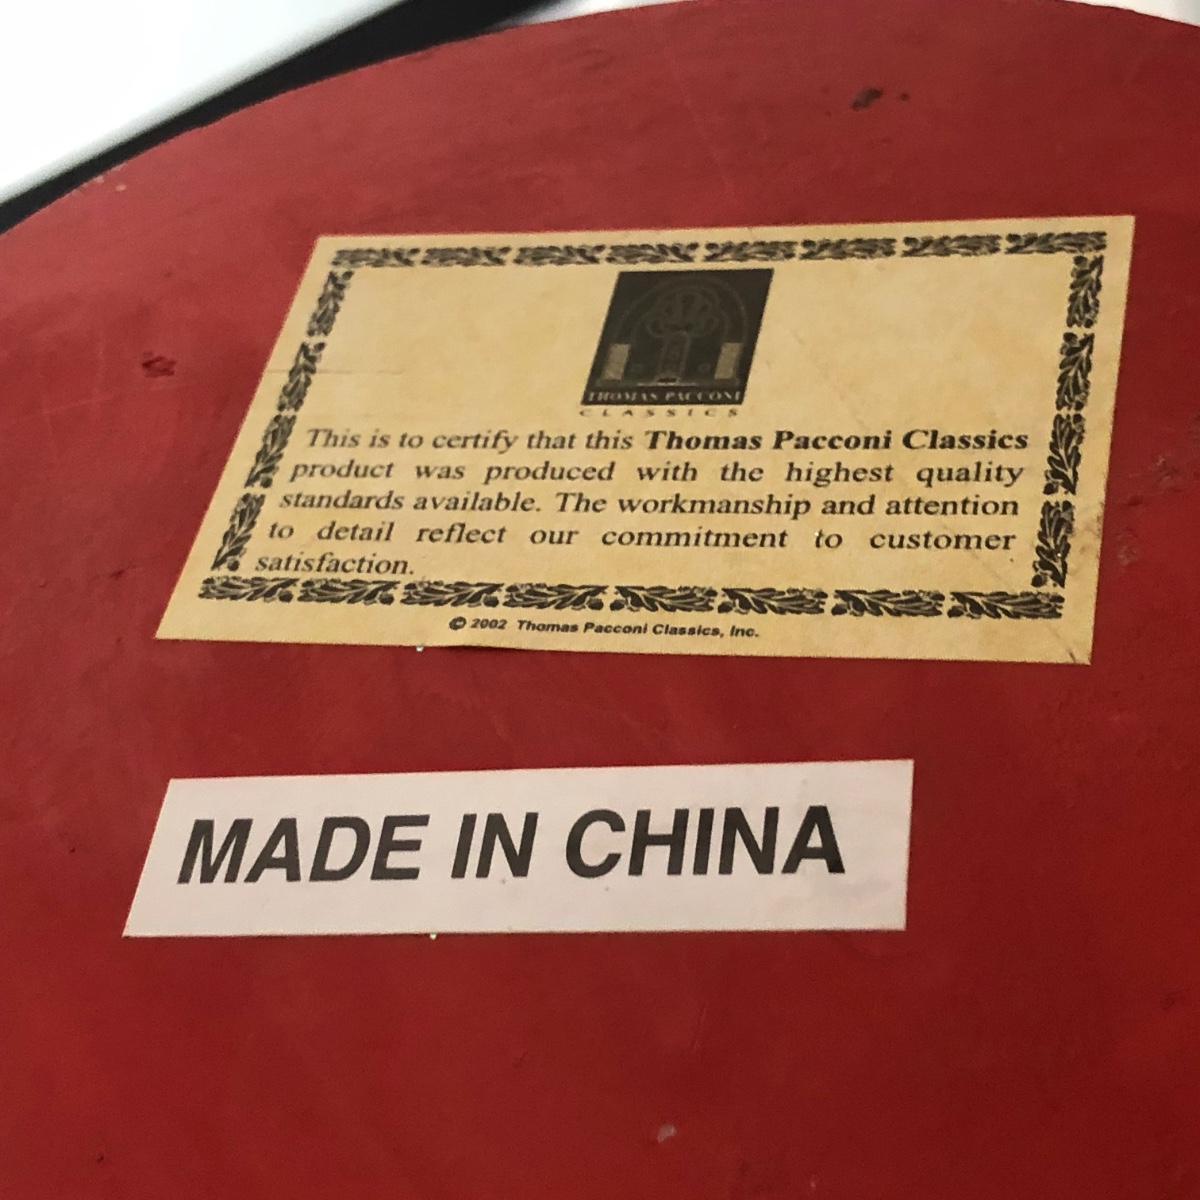 THOMAS PACCONI
CLASSICS
This is to certify that this Thomas Pacconi Classics
product was produced with the highest quality
standards available. The workmanship and attention
to detail reflect our commitment to customer
satisfaction.
© 2002 Thomas Pacconi Classics, Inc.
MADE IN CHINA